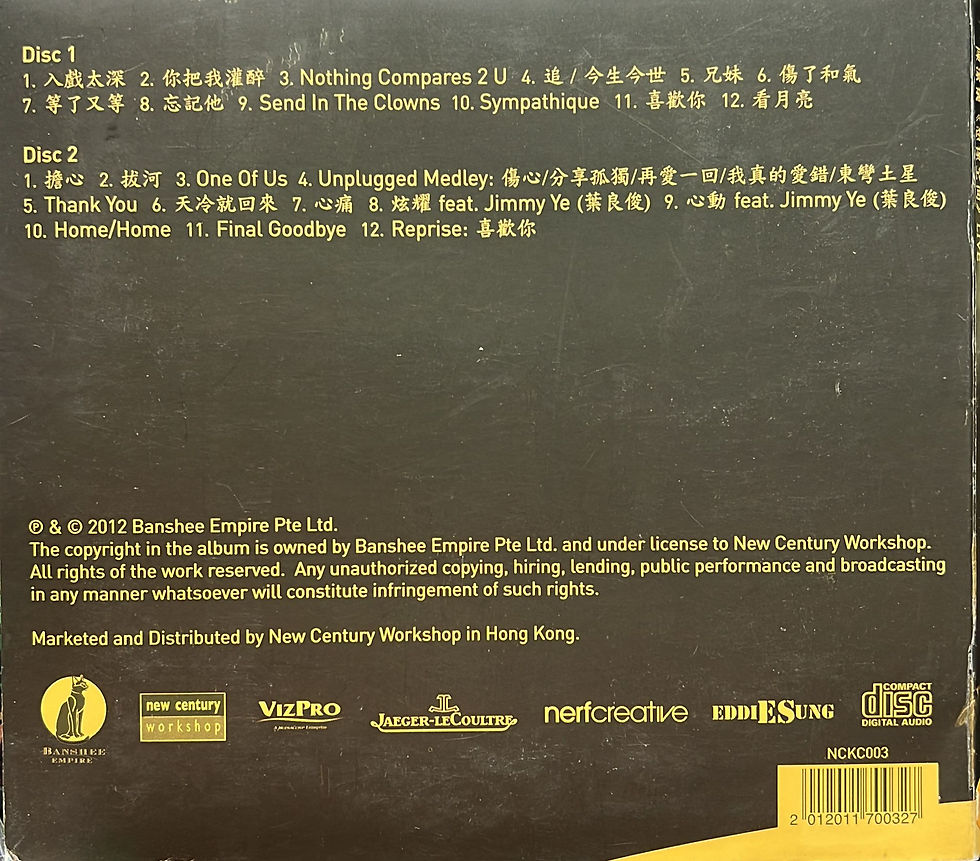 Disc 1
1. 入戲太深 2. 你把我灌醉 3. Nothing Compares 2 U 4. 追 / 今生今世 5. 兄妹 6. 傷了和氣
7. 等了又等 8. 忘記他 9. Send In The Clowns 10. Sympathique 11. 喜歡你 12. 看月亮
Disc 2
1. 擔心 2. 拔河 3. One Of Us 4. Unplugged Medley: 傷心/分享孤獨/再愛一回/我真的愛錯/東彎土星
5. Thank You 6. 天冷就回來 7. 心痛 8. 炫耀 feat. Jimmy Ye (葉良俊) 9. 心動 feat. Jimmy Ye (葉良俊)
10. Home/Home 11. Final Goodbye 12. Reprise: 喜歡你
℗ & © 2012 Banshee Empire Pte Ltd.
The copyright in the album is owned by Banshee Empire Pte Ltd. and under license to New Century Workshop.
All rights of the work reserved. Any unauthorized copying, hiring, lending, public performance and broadcasting
in any manner whatsoever will constitute infringement of such rights.
Marketed and Distributed by New Century Workshop in Hong Kong.
BANSHEE
EMPIRE
new century
workshop
VIZPRO
JAEGER-LECOULTRE
nerfcreative
EDDIESUNG
COMPACT
disc
DIGITAL AUDIO
NCKC003
2 012011 700327